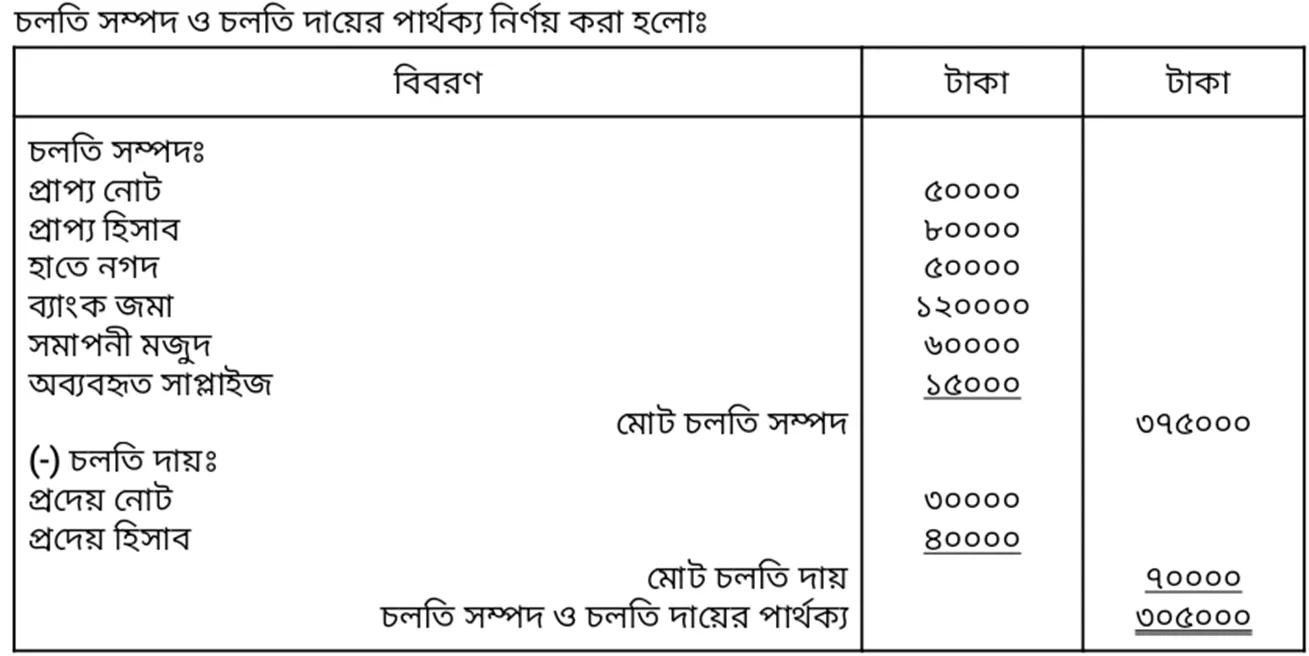 চলতি সম্পদ ও চলতি দায়ের পার্থক্য নির্ণয় করা হলোঃ
বিবরণ টাকা টাকা
চলতি সম্পদঃ
প্রাপ্য নোট ৫০০০০
প্রাপ্য হিসাব ৮০০০০
হাতে নগদ ৫০০০০
ব্যাংক জমা ১২০০০০
সমাপনী মজুদ ৬০০০০
অব্যবহৃত সাপ্লাইজ ১৫০০০
মোট চলতি সম্পদ ৩৭৫০০০
(-) চলতি দায়ঃ
প্রদেয় নোট ৩০০০০
প্রদেয় হিসাব ৪০০০০
মোট চলতি দায় ৭০০০০
চলতি সম্পদ ও চলতি দায়ের পার্থক্য ৩০৫০০০